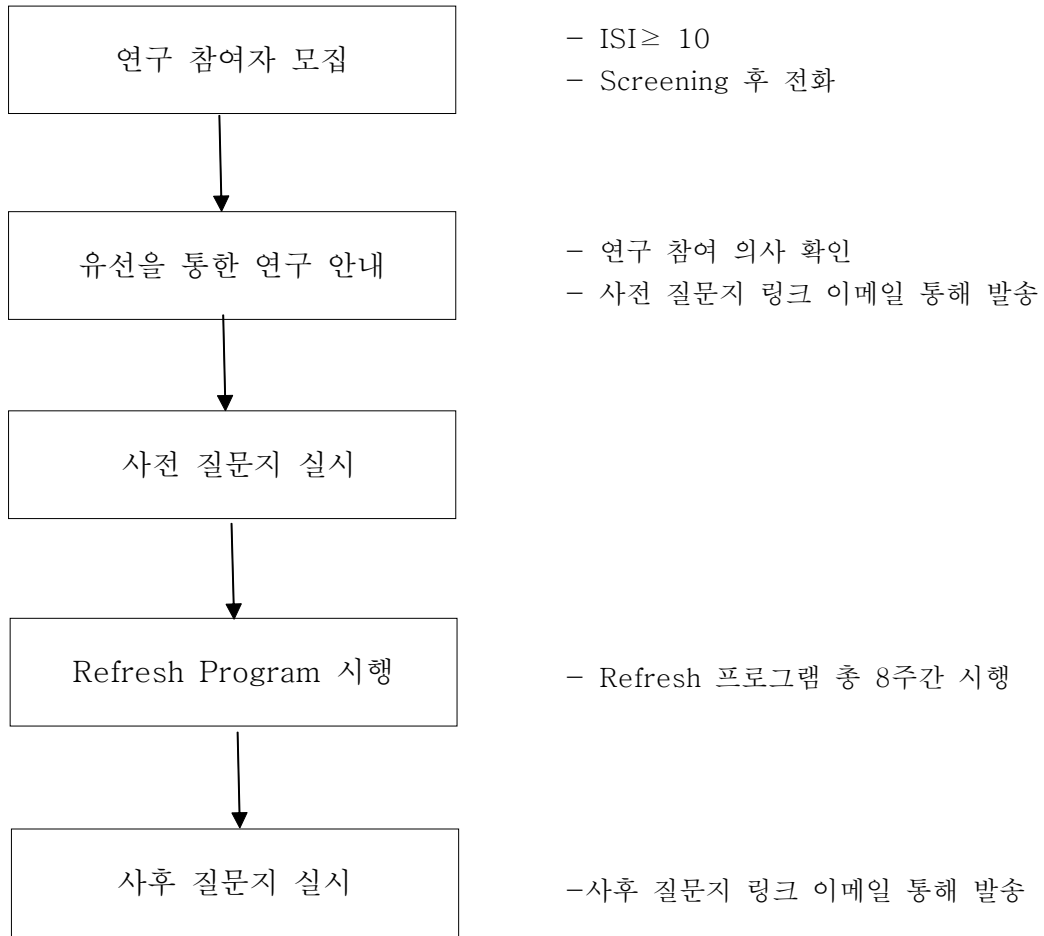 연구 참여자 모집
- ISI≥ 10
- Screening 후 전화
유선을 통한 연구 안내
- 연구 참여 의사 확인
- 사전 질문지 링크 이메일 통해 발송
사전 질문지 실시
Refresh Program 시행
- Refresh 프로그램 총 8주간 시행
사후 질문지 실시
-사후 질문지 링크 이메일 통해 발송